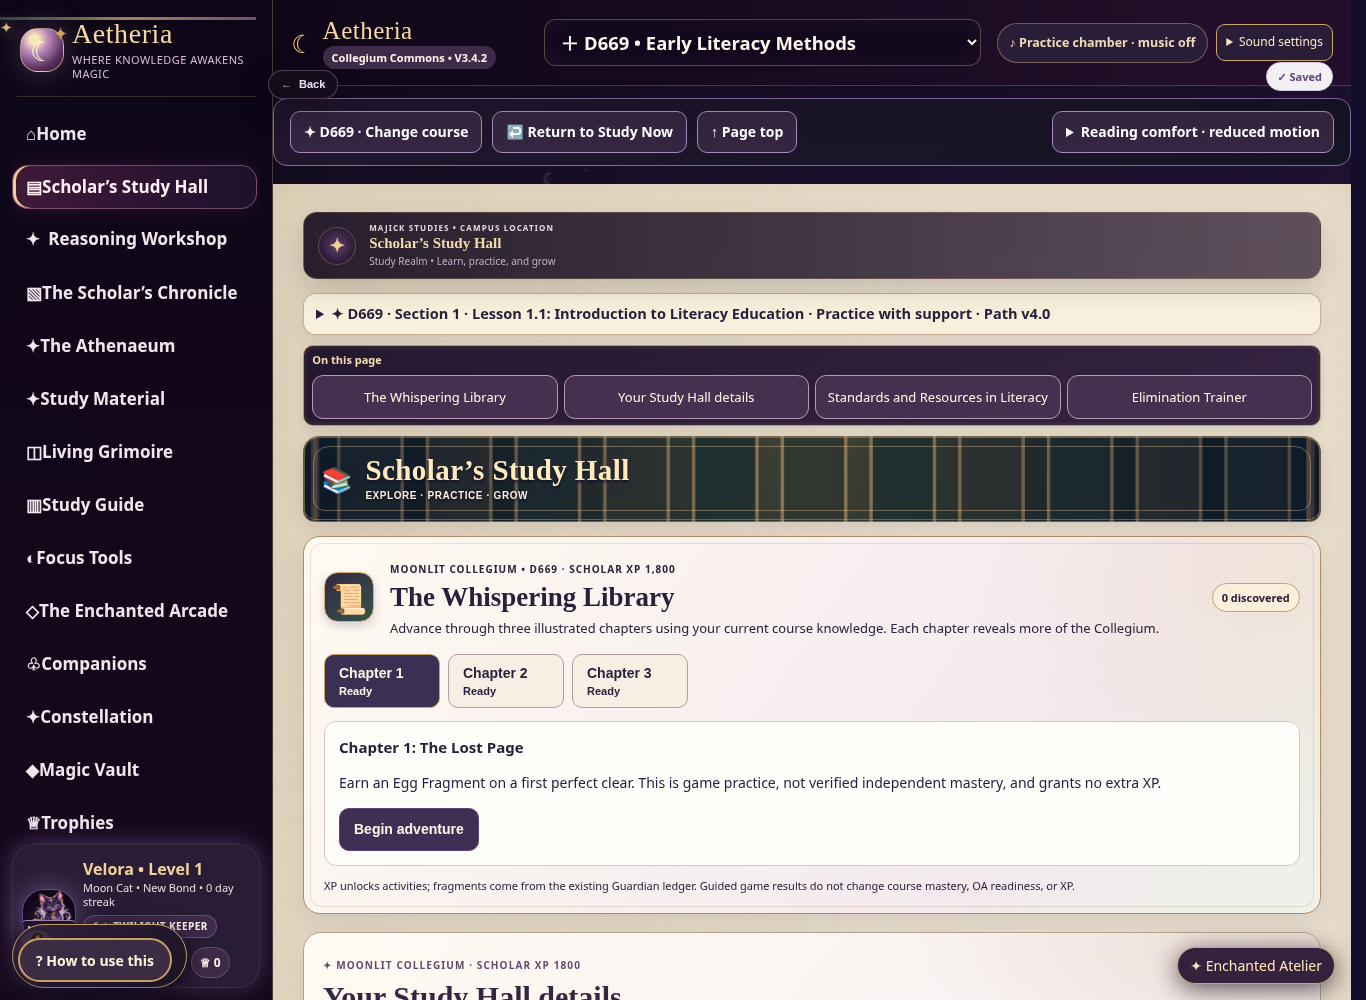 Aetheria
WHERE KNOWLEDGE AWAKENS
MAGIC
Home
Scholar’s Study Hall
Reasoning Workshop
The Scholar’s Chronicle
The Athenaeum
Study Material
Living Grimoire
Study Guide
Focus Tools
The Enchanted Arcade
Companions
Constellation
Magic Vault
Trophies
Velora • Level 1
Moon Cat • New Bond • 0 day
streak
TWILIGHT KEEPER
? How to use this
♕ 0
Aetheria
Collegium Commons • V3.4.2
+ D669 • Early Literacy Methods
♪ Practice chamber · music off
▶ Sound settings
✓ Saved
← Back
✦ D669 · Change course
↩ Return to Study Now
↑ Page top
▶ Reading comfort · reduced motion
MAJICK STUDIES • CAMPUS LOCATION
Scholar’s Study Hall
Study Realm • Learn, practice, and grow
▶ ✦ D669 · Section 1 · Lesson 1.1: Introduction to Literacy Education · Practice with support · Path v4.0
On this page
The Whispering Library
Your Study Hall details
Standards and Resources in Literacy
Elimination Trainer
Scholar’s Study Hall
EXPLORE · PRACTICE · GROW
MOONLIT COLLEGIUM • D669 · SCHOLAR XP 1,800
The Whispering Library
0 discovered
Advance through three illustrated chapters using your current course knowledge. Each chapter reveals more of the Collegium.
Chapter 1
Ready
Chapter 2
Ready
Chapter 3
Ready
Chapter 1: The Lost Page
Earn an Egg Fragment on a first perfect clear. This is game practice, not verified independent mastery, and grants no extra XP.
Begin adventure
XP unlocks activities; fragments come from the existing Guardian ledger. Guided game results do not change course mastery, OA readiness, or XP.
✦ MOONLIT COLLEGIUM · SCHOLAR XP 1800
Your Study Hall details
✦ Enchanted Atelier